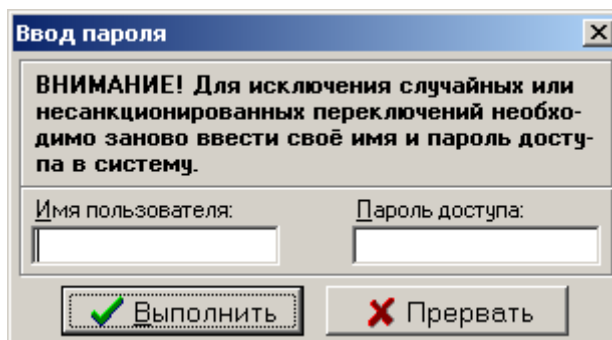 Ввод пароля
ВНИМАНИЕ! Для исключения случайных или
несанкционированных переключений необхо-
димо заново ввести своё имя и пароль досту-
па в систему.
Имя пользователя: Пароль доступа:
Выполнить Прервать